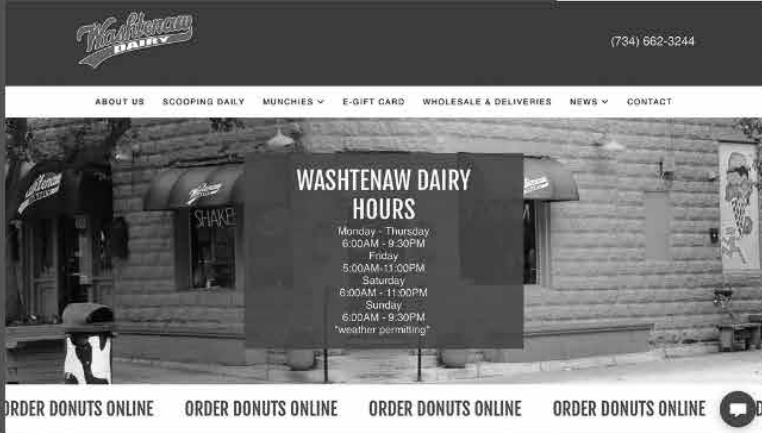 Washtenaw
DAIRY
(734) 662-3244
ABOUT US SCOOPING DAILY MUNCHIES E-GIFT CARD WHOLESALE & DELIVERIES NEWS CONTACT
Washtenaw
SHAKE
WASHTENAW DAIRY
HOURS
Monday - Thursday
6:00AM - 9:30PM
Friday
5:00AM-11:00PM
Saturday
6:00AM - 11:00PM
Sunday
6:00AM - 9:30PM
*weather permitting*
ORDER DONUTS ONLINE ORDER DONUTS ONLINE ORDER DONUTS ONLINE ORDER DONUTS ONLINE